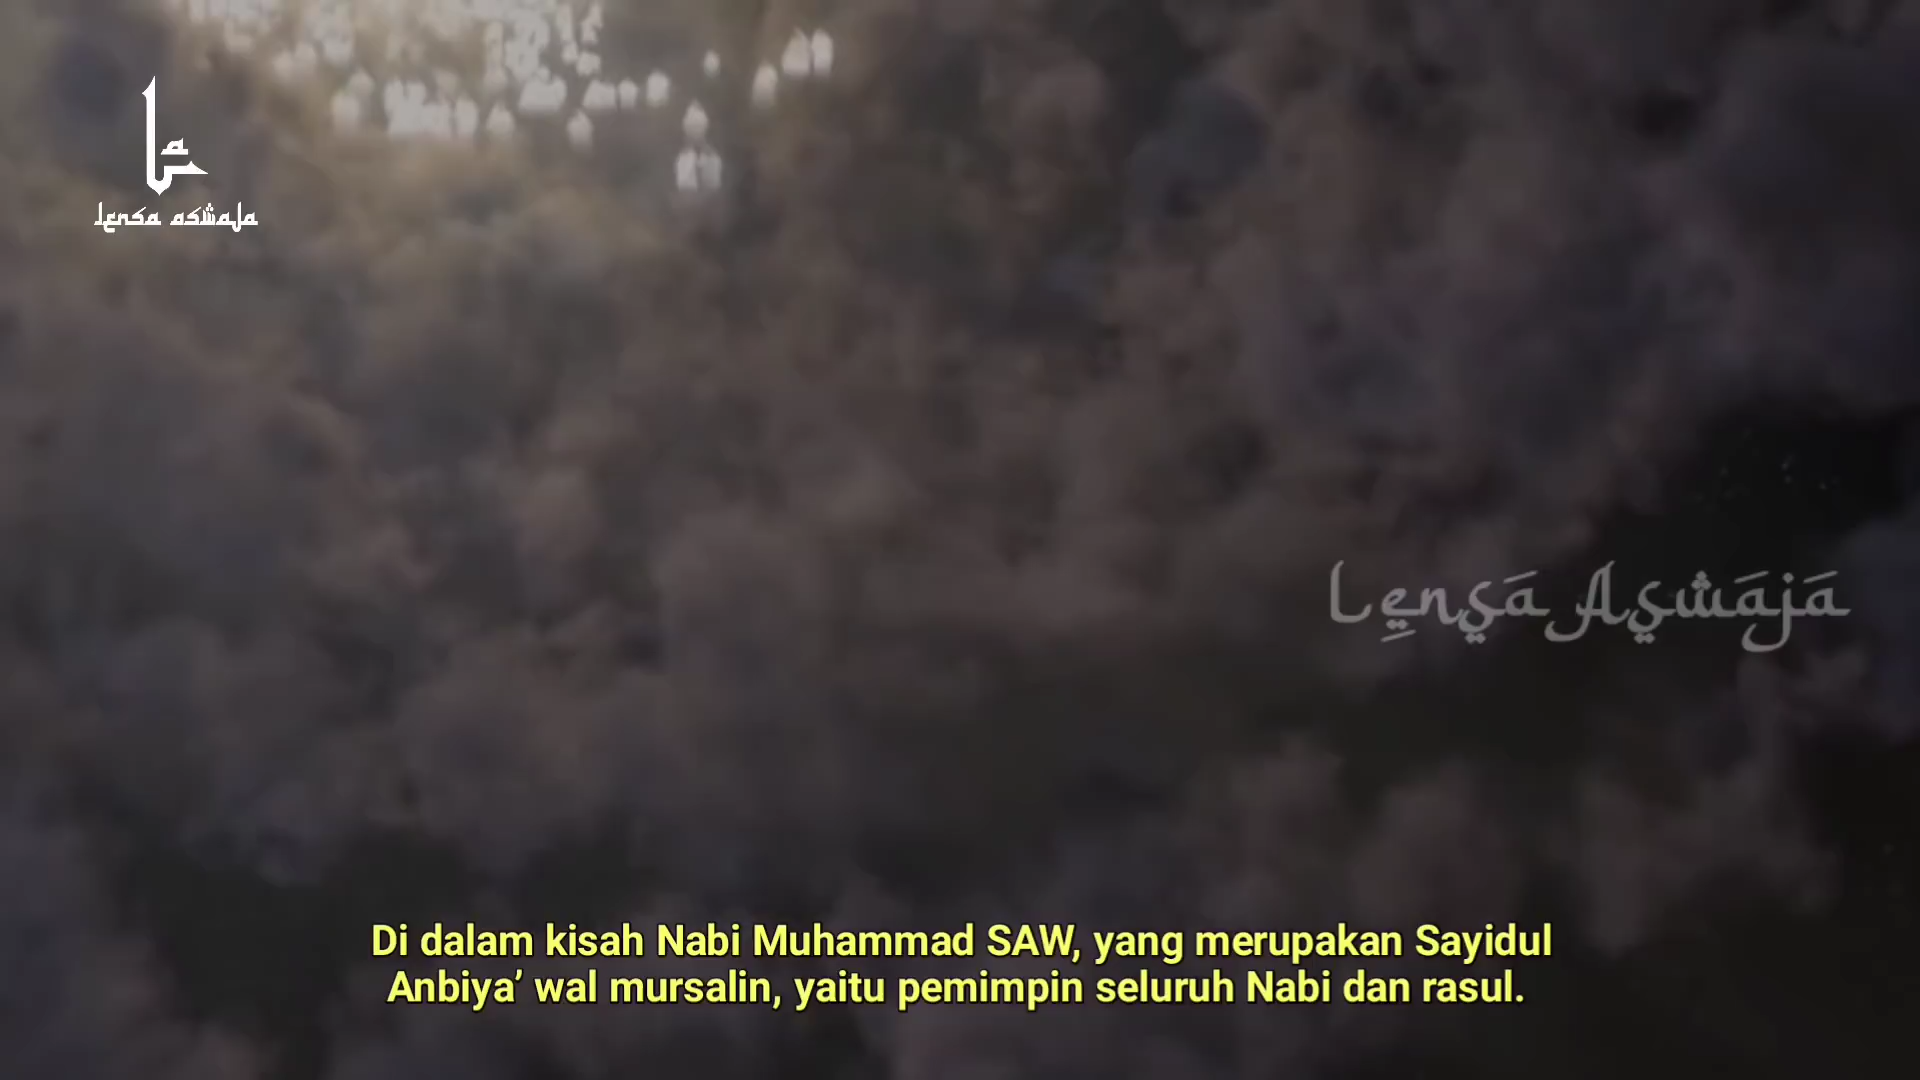 lensa aswaja
Lensa Aswaja
Di dalam kisah Nabi Muhammad SAW, yang merupakan Sayidul
Anbiya’ wal mursalin, yaitu pemimpin seluruh Nabi dan rasul.